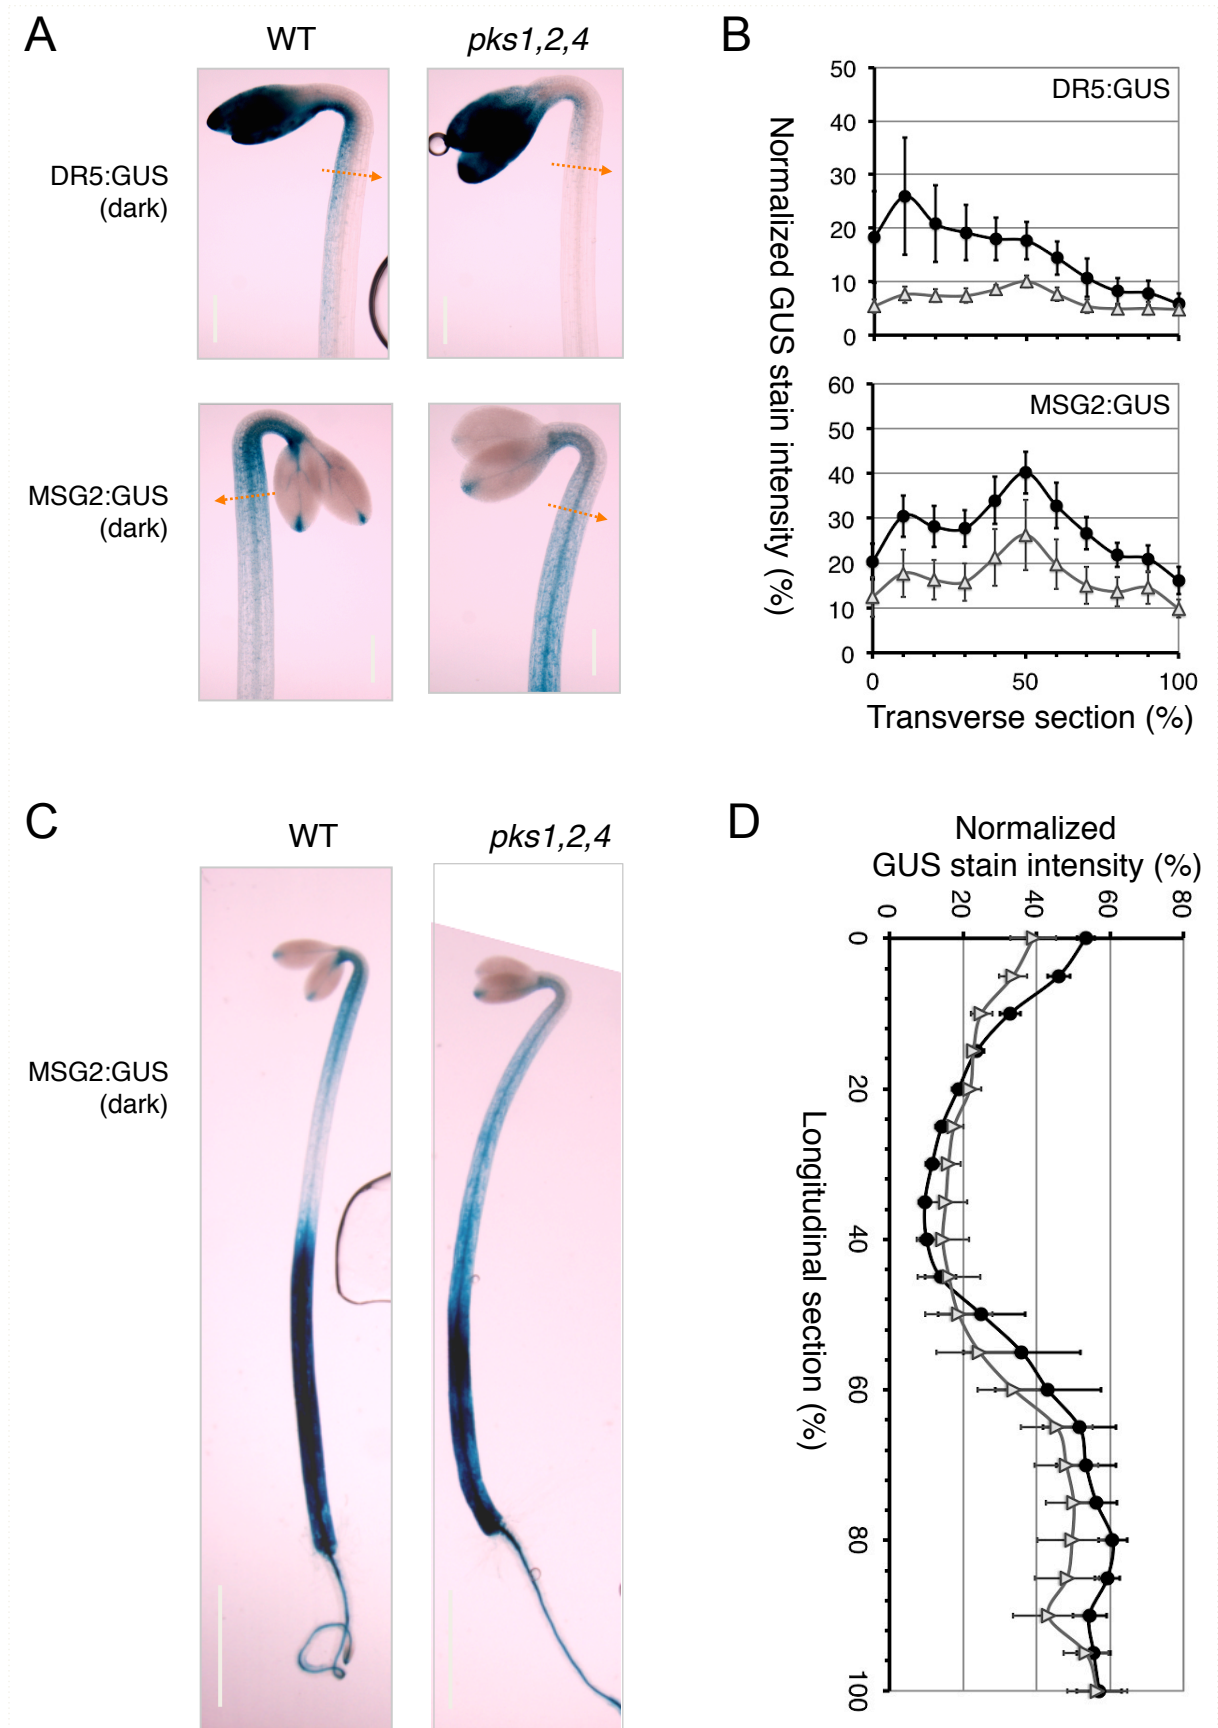 A
WT
pks1,2,4
DR5:GUS
(dark)
MSG2:GUS
(dark)
B
50
40
30
20
10
0
DR5:GUS
60
50
40
30
20
10
0
MSG2:GUS
0
50
100
Normalized GUS stain intensity (%)
Transverse section (%)
C
WT
pks1,2,4
MSG2:GUS
(dark)
D
Normalized
GUS stain intensity (%)
0
20
40
60
80
0
20
40
60
80
100
Longitudinal section (%)